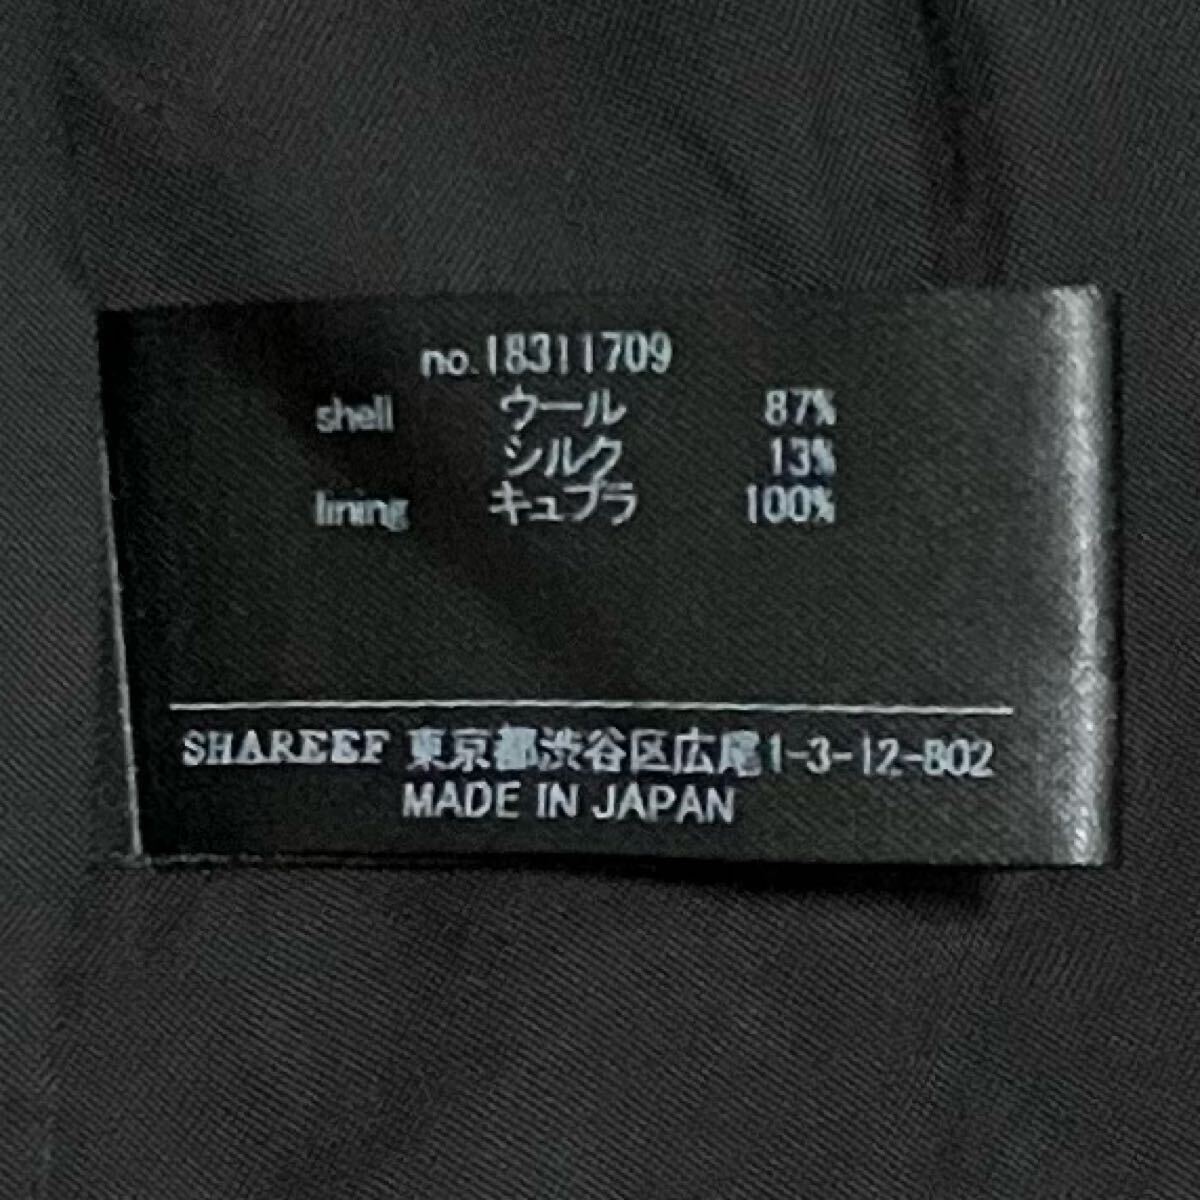 no.18311709
shell ウール 87%
シルク 13%
lining キュプラ 100%
SHAREEF 東京都渋谷区広尾1-3-12-802
MADE IN JAPAN